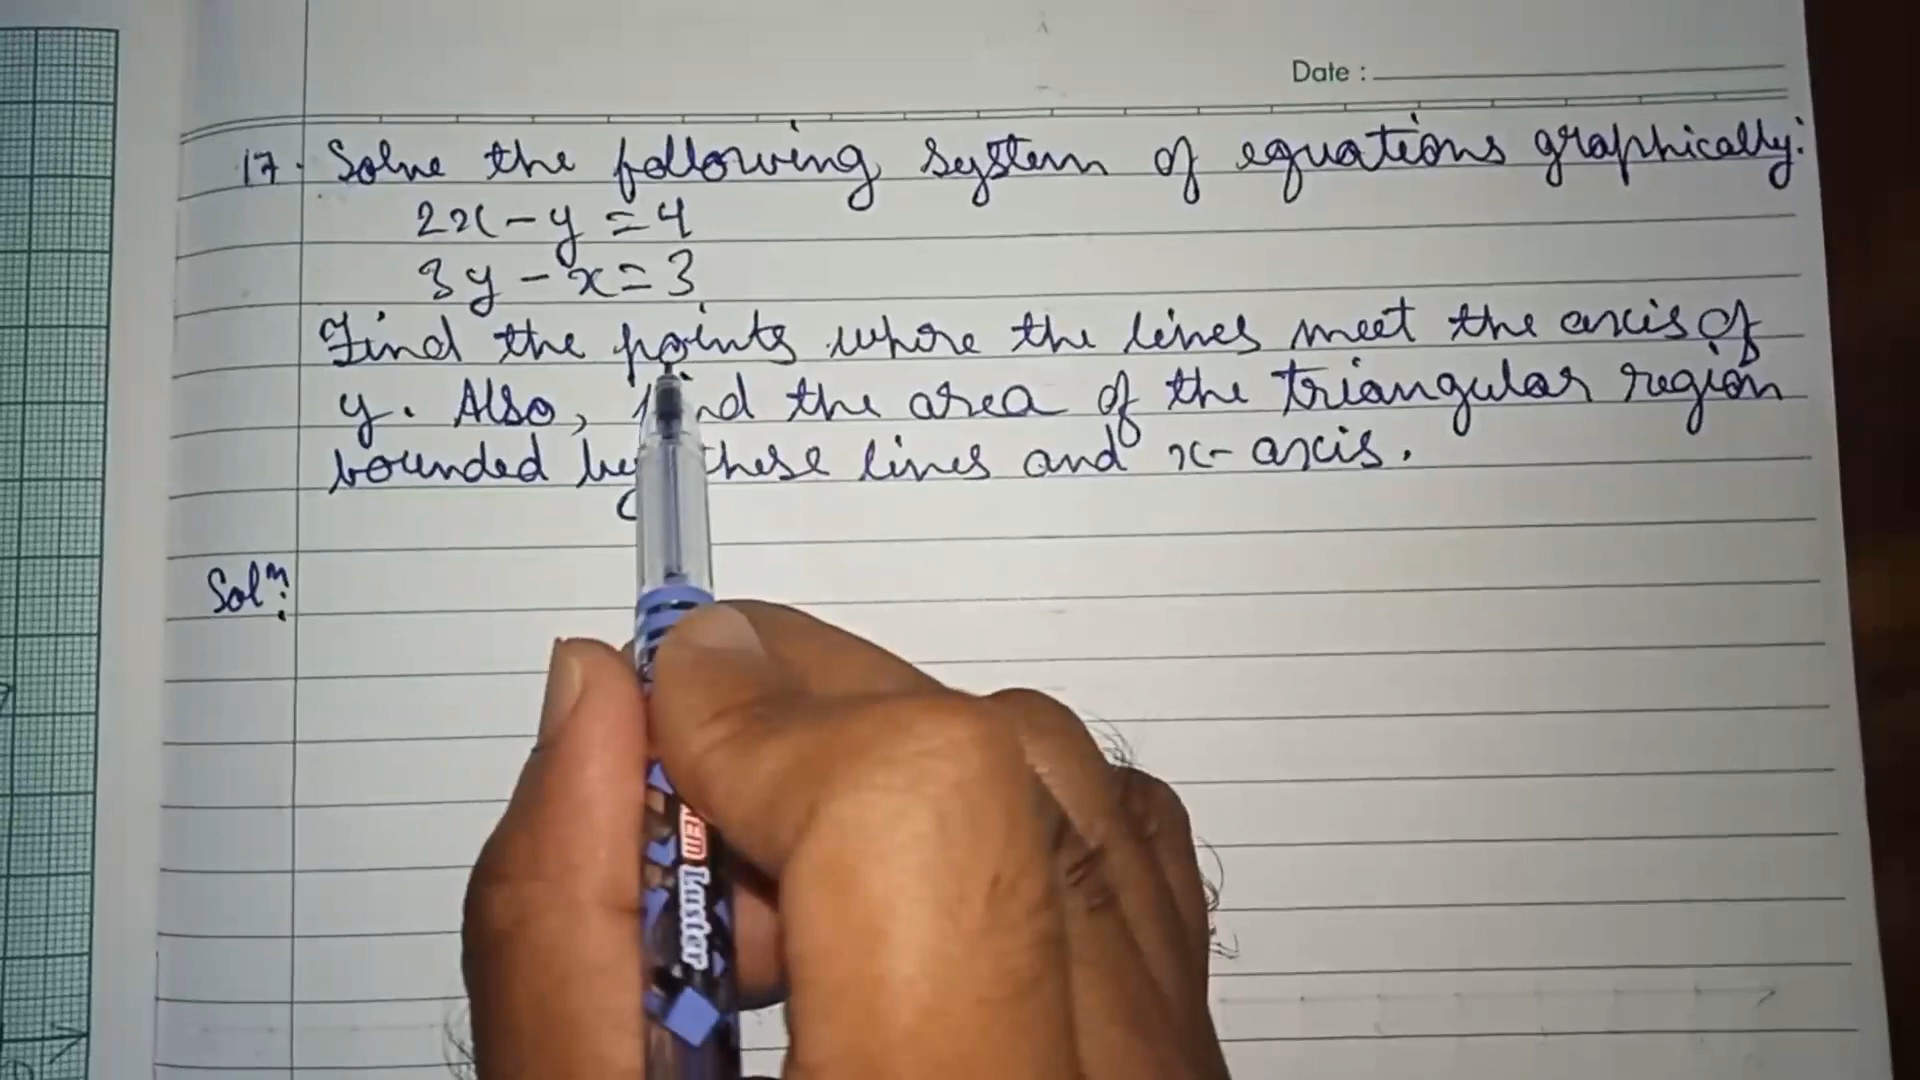 Date :
17. Solve the following system of equations graphically:
2x - y = 4
3y - x = 3
Find the points where the lines meet the axis of
y. Also, find the area of the triangular region
bounded by these lines and x-axis.
Solⁿ:
Luster